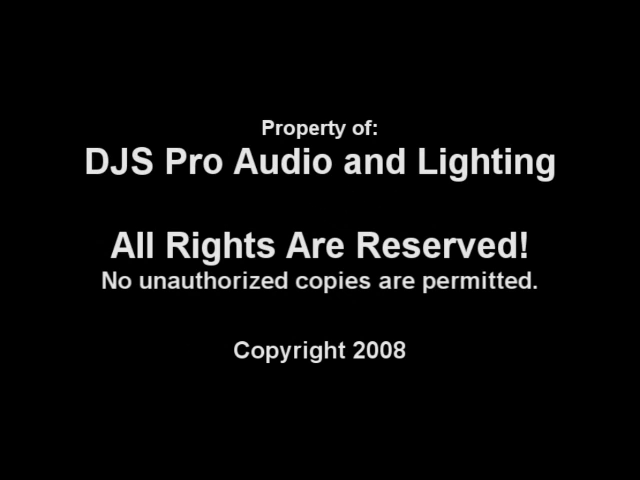 Property of:
DJS Pro Audio and Lighting
All Rights Are Reserved!
No unauthorized copies are permitted.
Copyright 2008